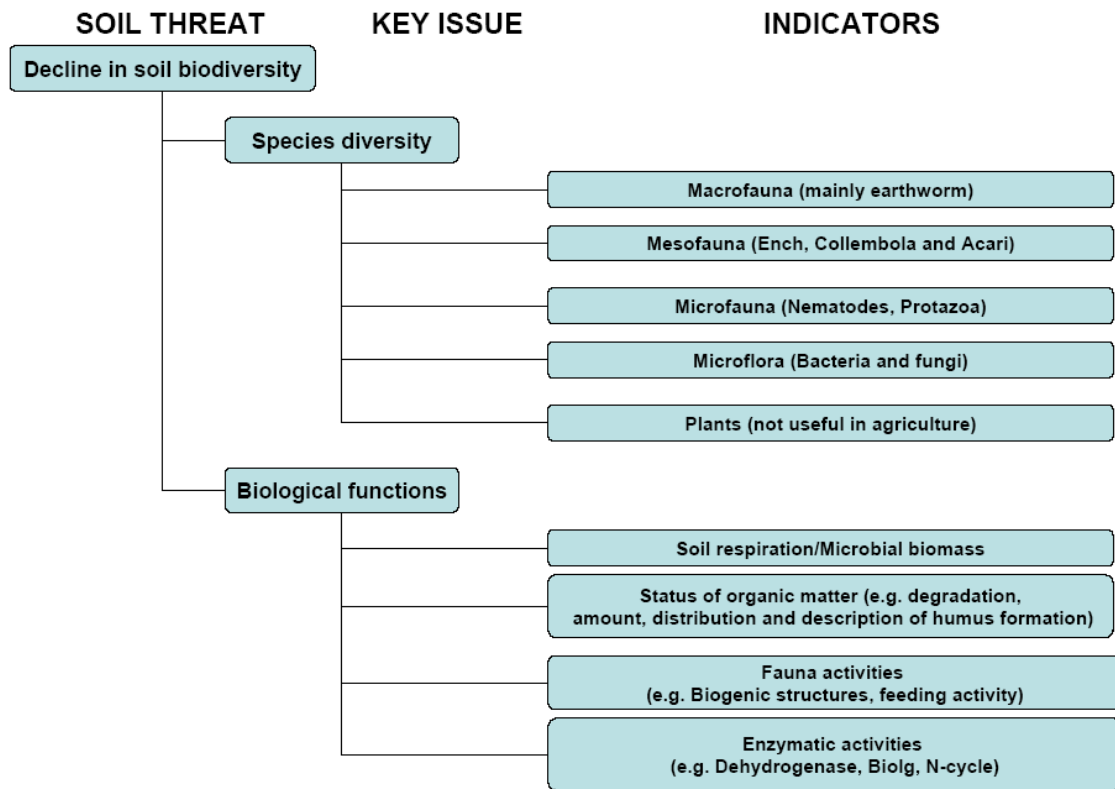 SOIL THREAT KEY ISSUE INDICATORS
Decline in soil biodiversity
Species diversity
Macrofauna (mainly earthworm)
Mesofauna (Ench, Collembola and Acari)
Microfauna (Nematodes, Protazoa)
Microflora (Bacteria and fungi)
Plants (not useful in agriculture)
Biological functions
Soil respiration/Microbial biomass
Status of organic matter (e.g. degradation,
amount, distribution and description of humus formation)
Fauna activities
(e.g. Biogenic structures, feeding activity)
Enzymatic activities
(e.g. Dehydrogenase, Biolg, N-cycle)